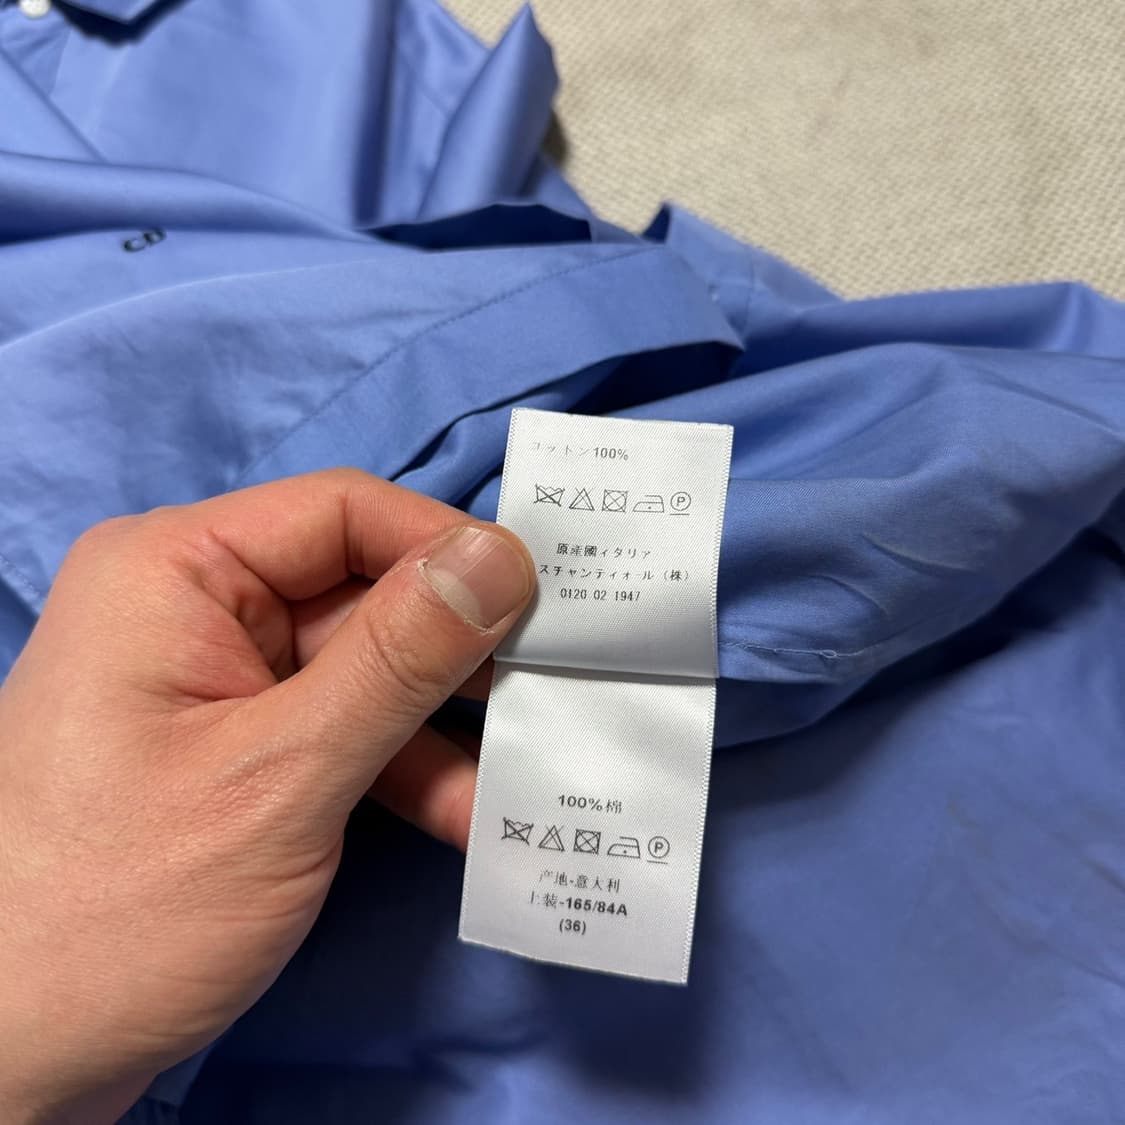 CD
コットン100%
P
原産國イタリア
スチャンティオール（株）
0120 02 1947
100%棉
P
产地-意大利
上装-165/84A
(36)